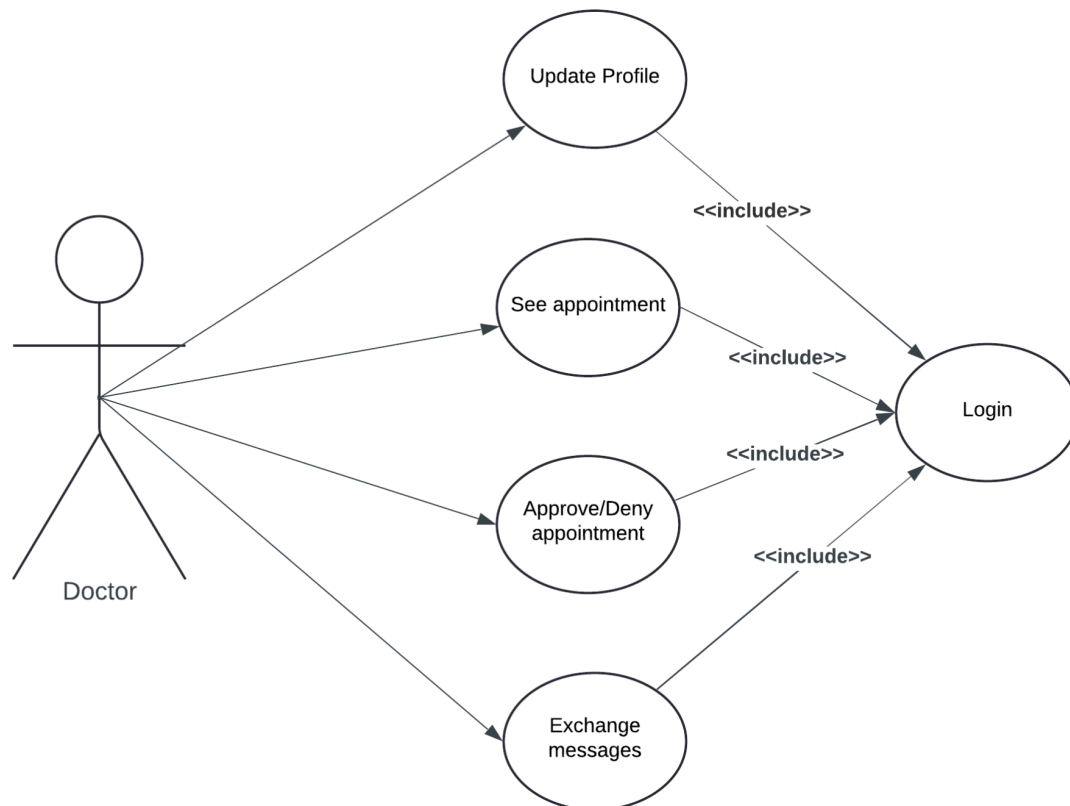 Update Profile
<<include>>
See appointment
<<include>>
Login
<<include>>
Approve/Deny
appointment
<<include>>
Doctor
Exchange
messages